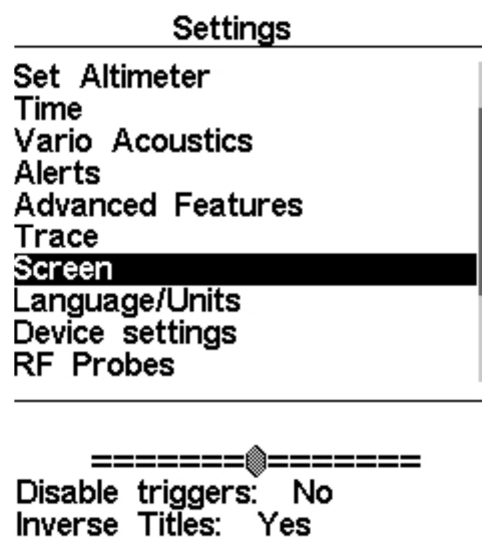 Settings
Set Altimeter
Time
Vario Acoustics
Alerts
Advanced Features
Trace
Screen
Language/Units
Device settings
RF Probes
Disable triggers: No
Inverse Titles: Yes